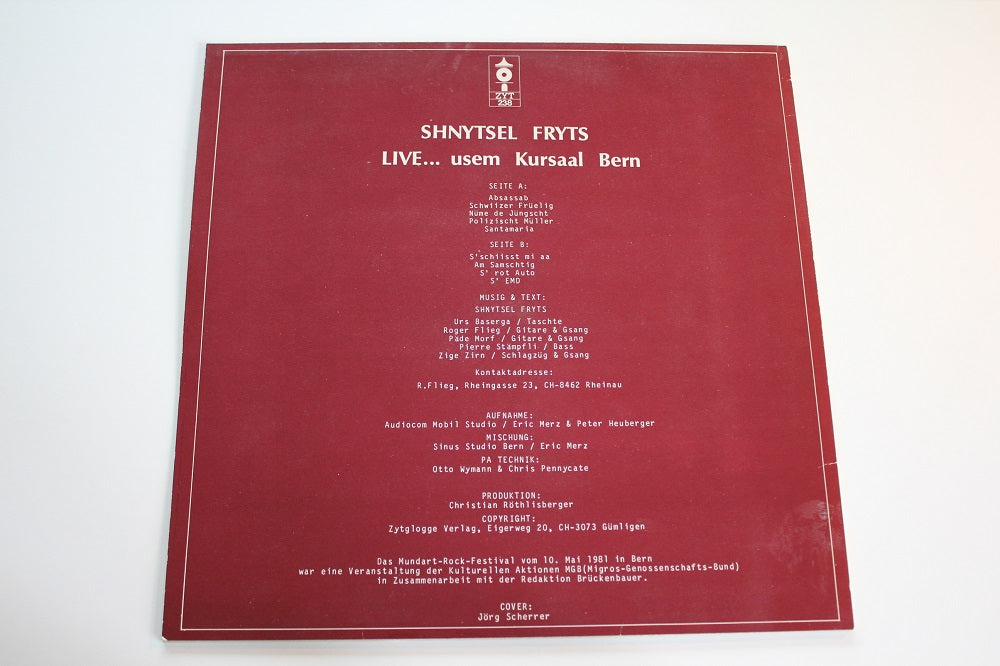 ZYT
238
SHNYTSEL FRYTS
LIVE... usem Kursaal Bern
SEITE A:
Absassab
Schwiizer Früelig
Nüme de Jüngscht
Polizischt Müller
Santamaria
SEITE B:
S'schiisst mi aa
Am Samschtig
S' rot Auto
S' EMD
MUSIG & TEXT:
SHNYTSEL FRYTS
Urs Baserga / Taschte
Roger Flieg / Gitare & Gsang
Päde Morf / Gitare & Gsang
Pierre Stämpfli / Bass
Zige Zirn / Schlagzüg & Gsang
Kontaktadresse:
R.Flieg, Rheingasse 23, CH-8462 Rheinau
AUFNAHME:
Audiocom Mobil Studio / Eric Merz & Peter Heuberger
MISCHUNG:
Sinus Studio Bern / Eric Merz
PA TECHNIK:
Otto Wymann & Chris Pennycate
PRODUKTION:
Christian Röthlisberger
COPYRIGHT:
Zytglogge Verlag, Eigerweg 20, CH-3073 Gümligen
Das Mundart-Rock-Festival vom 10. Mai 1981 in Bern
war eine Veranstaltung der Kulturellen Aktionen MGB(Migros-Genossenschafts-Bund)
in Zusammenarbeit mit der Redaktion Brückenbauer.
COVER:
Jörg Scherrer